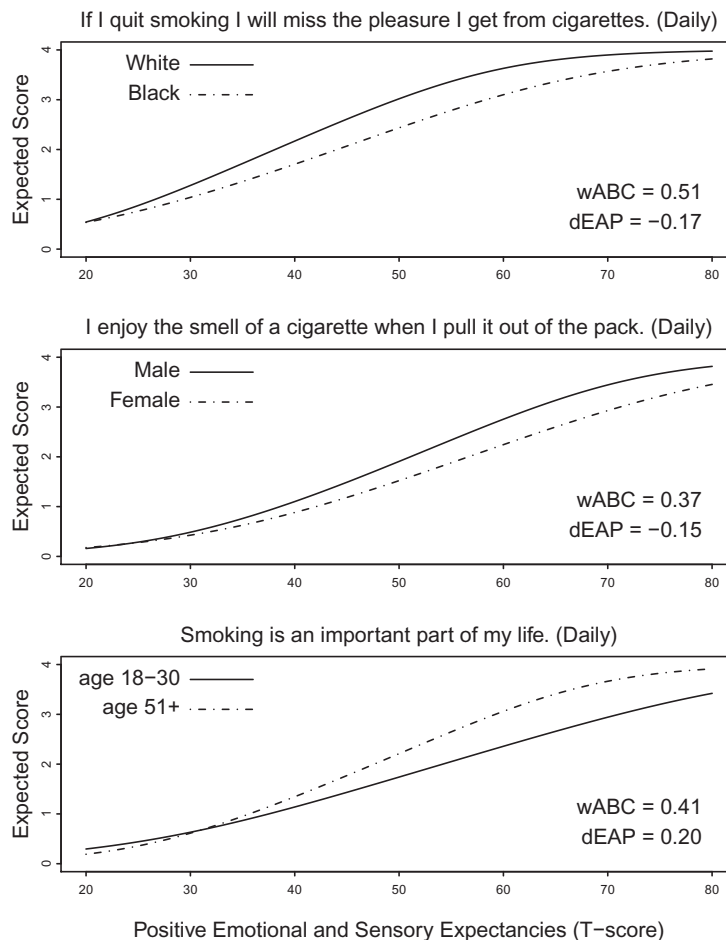 If I quit smoking I will miss the pleasure I get from cigarettes. (Daily)
4
3
2
1
0
Expected Score
White
Black
wABC = 0.51
dEAP = −0.17
20 30 40 50 60 70 80
I enjoy the smell of a cigarette when I pull it out of the pack. (Daily)
4
3
2
1
0
Expected Score
Male
Female
wABC = 0.37
dEAP = −0.15
20 30 40 50 60 70 80
Smoking is an important part of my life. (Daily)
4
3
2
1
0
Expected Score
age 18−30
age 51+
wABC = 0.41
dEAP = 0.20
20 30 40 50 60 70 80
Positive Emotional and Sensory Expectancies (T−score)